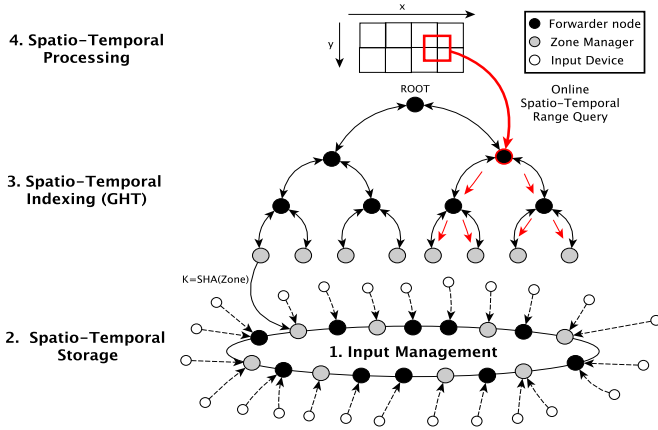 x
y
4. Spatio-Temporal
Processing
Forwarder node
Zone Manager
Input Device
ROOT
Online
Spatio-Temporal
Range Query
3. Spatio-Temporal
Indexing (GHT)
K=SHA(Zone)
2. Spatio-Temporal
Storage
1. Input Management